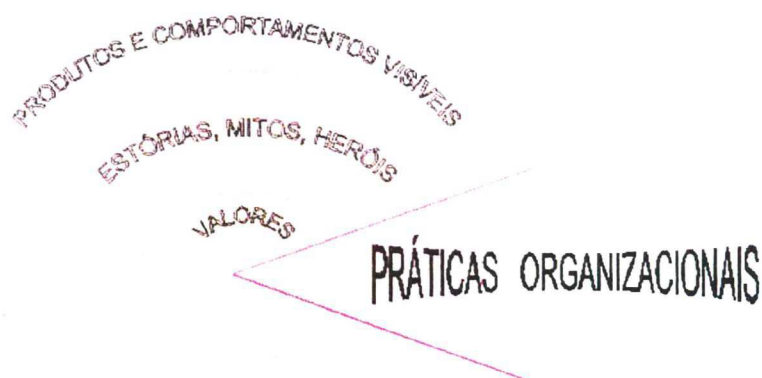 PRODUTOS E COMPORTAMENTOS VISÍVEIS
ESTÓRIAS, MITOS, HERÓIS
VALORES
PRÁTICAS ORGANIZACIONAIS